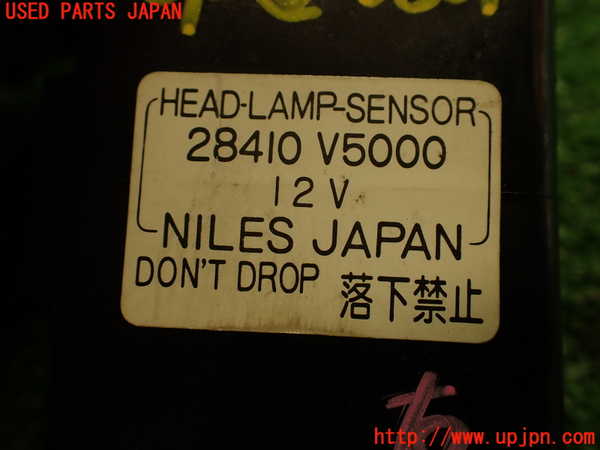 USED PARTS JAPAN
HEAD-LAMP-SENSOR
28410 V5000
12V
NILES JAPAN
DON'T DROP 落下禁止
http://www.upjpn.com/